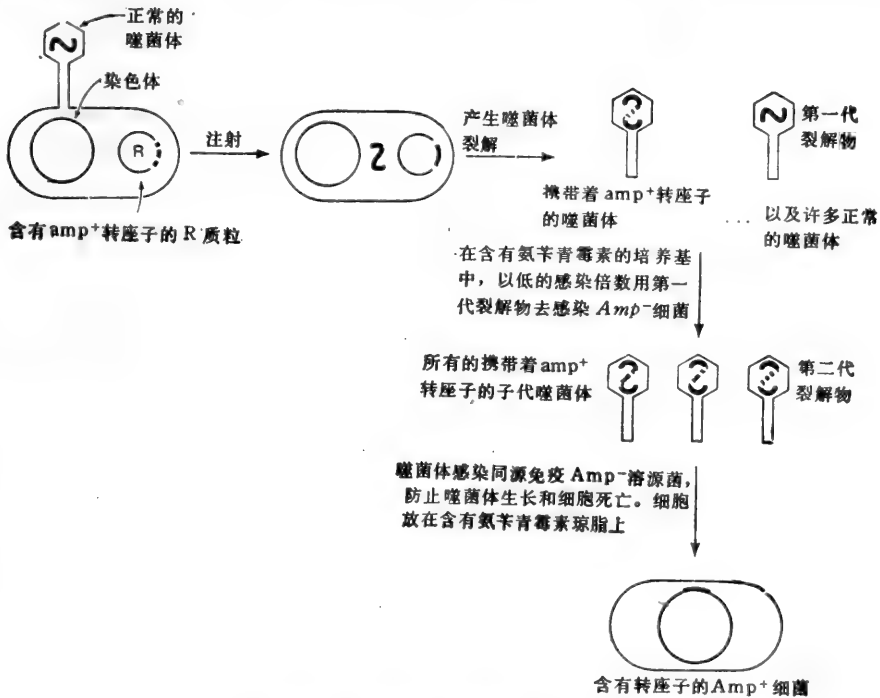 正常的
噬菌体
染色体
R
注射
含有amp⁺转座子的R质粒
产生噬菌体
裂解
携带着amp⁺转座子
的噬菌体
第一代
裂解物
... 以及许多正常
的噬菌体
在含有氨苄青霉素的培养基
中，以低的感染倍数用第一
代裂解物去感染 Amp⁻细菌
所有的携带着amp⁺
转座子的子代噬菌体
第二代
裂解物
噬菌体感染同源免疫Amp⁻溶源菌，
防止噬菌体生长和细胞死亡。细胞
放在含有氨苄青霉素琼脂上
含有转座子的Amp⁺细菌